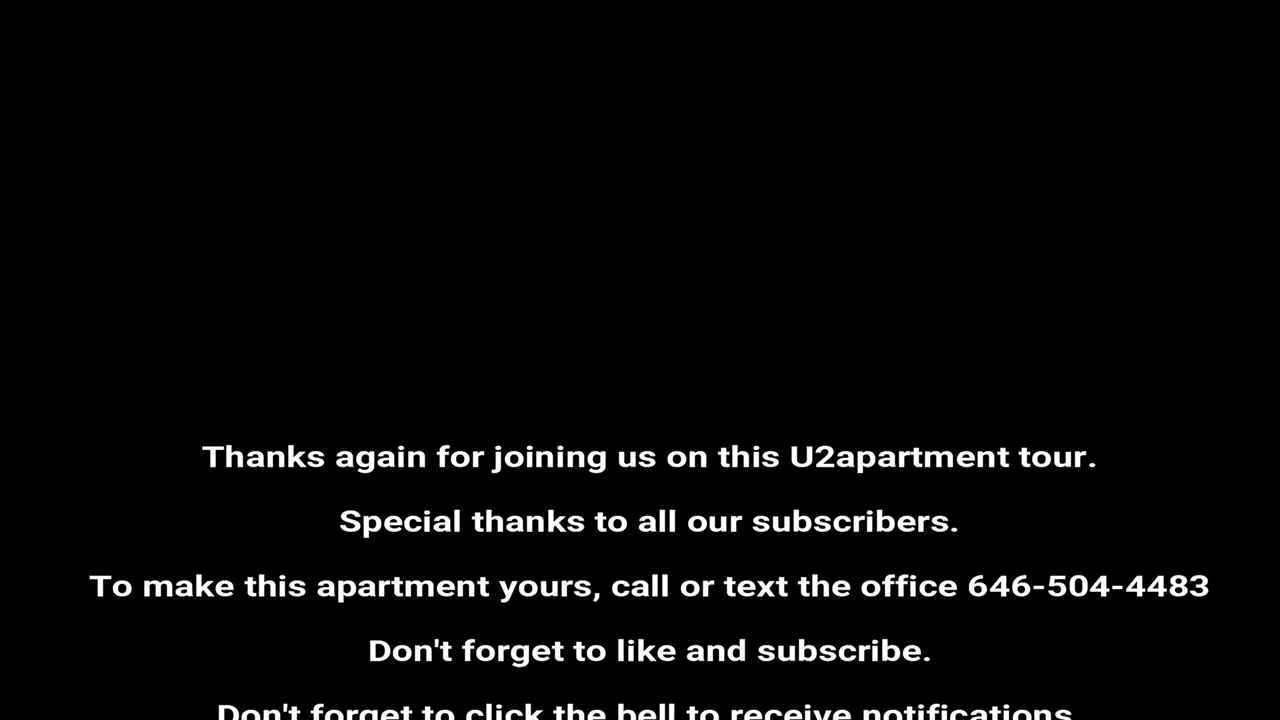 Thanks again for joining us on this U2apartment tour.
Special thanks to all our subscribers.
To make this apartment yours, call or text the office 646-504-4483
Don't forget to like and subscribe.
Don't forget to click the bell to receive notifications.